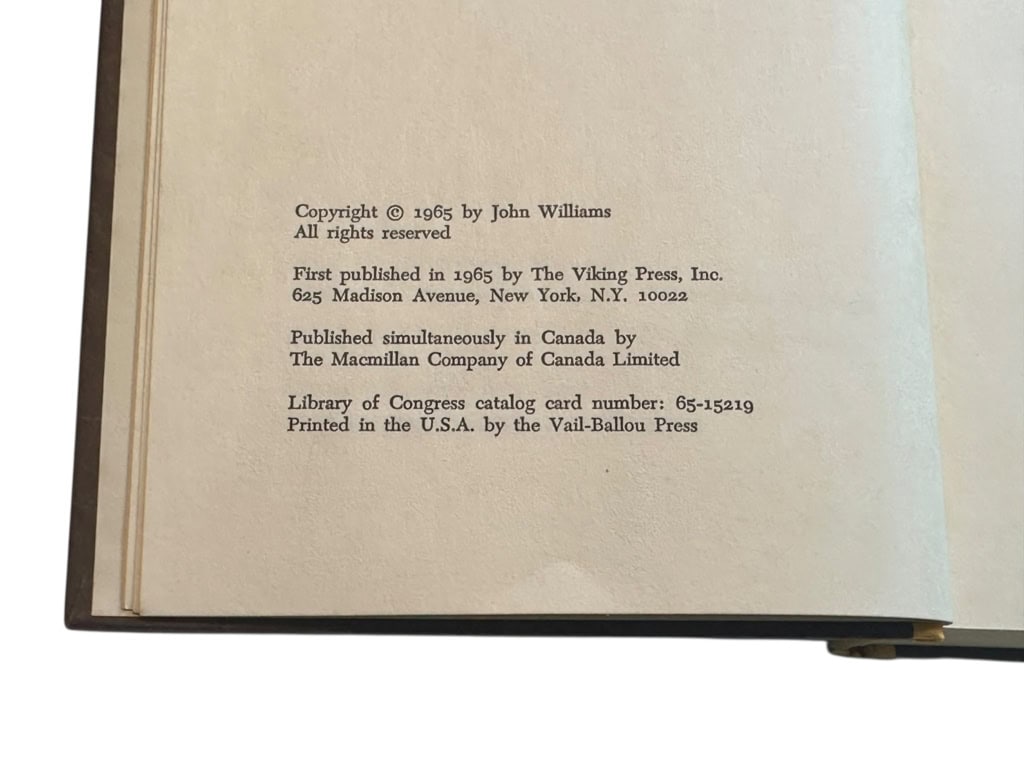 Copyright © 1965 by John Williams
All rights reserved
First published in 1965 by The Viking Press, Inc.
625 Madison Avenue, New York, N.Y. 10022
Published simultaneously in Canada by
The Macmillan Company of Canada Limited
Library of Congress catalog card number: 65-15219
Printed in the U.S.A. by the Vail-Ballou Press